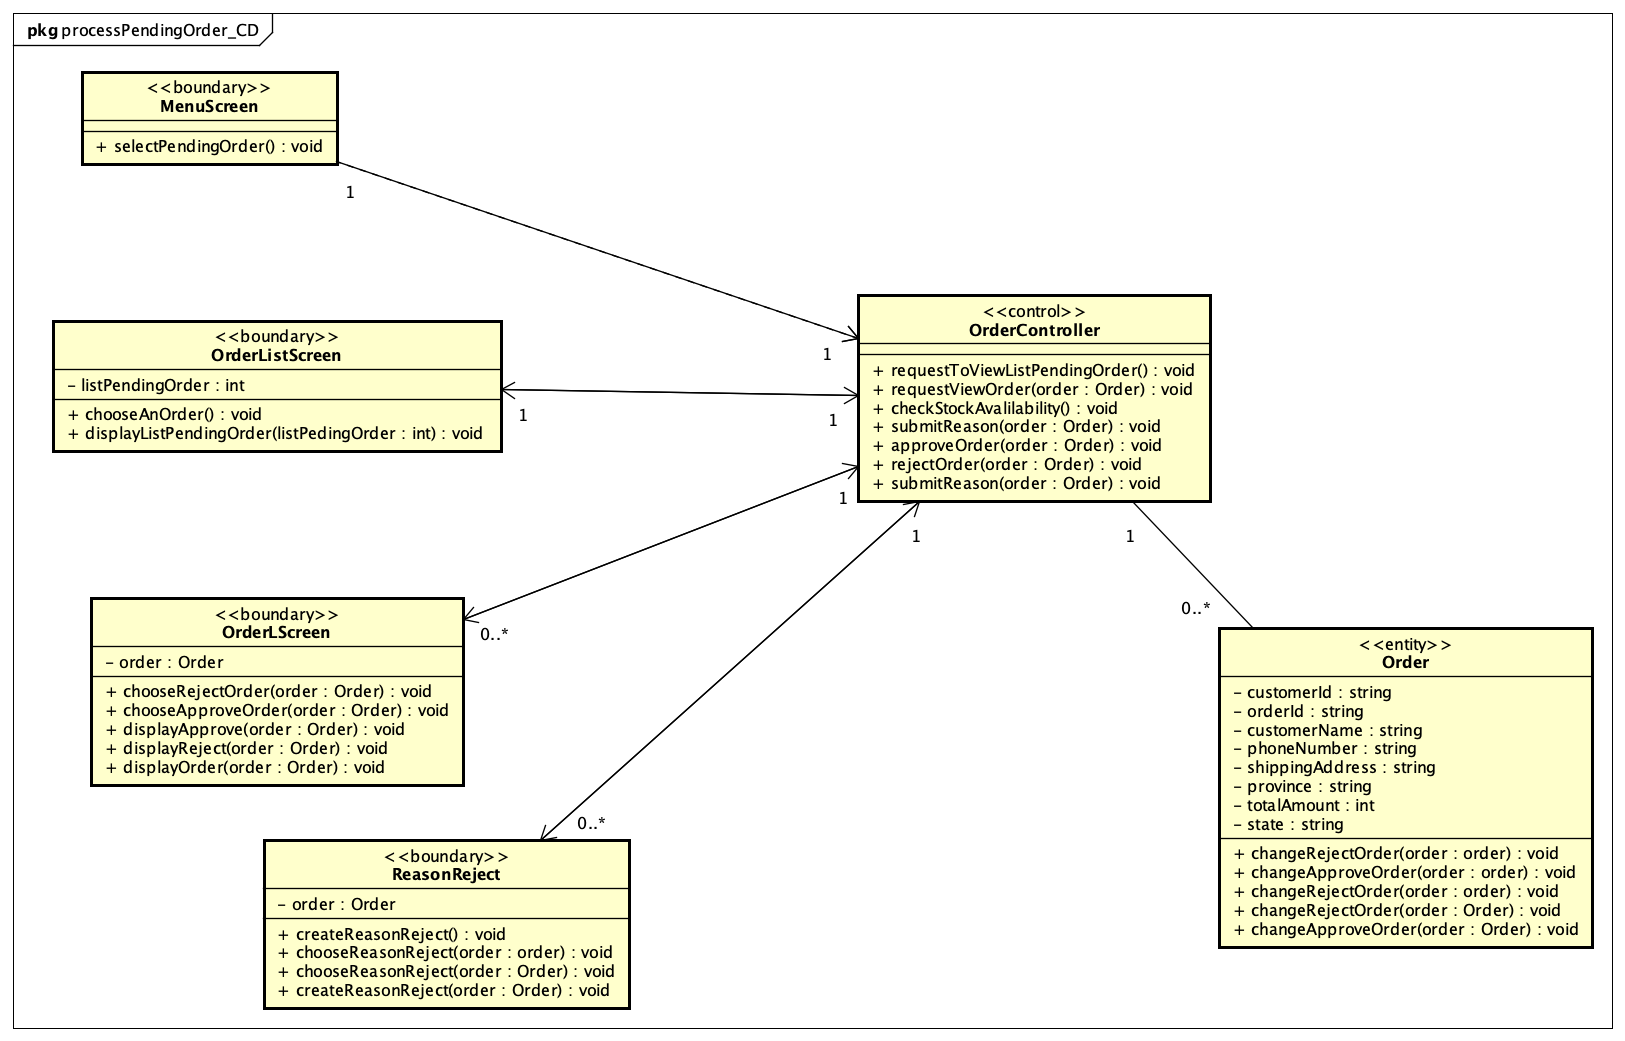 pkg processPendingOrder_CD
<<boundary>>
MenuScreen
+ selectPendingOrder() : void
1
1
<<boundary>>
OrderListScreen
- listPendingOrder : int
+ chooseAnOrder() : void
+ displayListPendingOrder(listPedingOrder : int) : void
1
1
<<control>>
OrderController
+ requestToViewListPendingOrder() : void
+ requestViewOrder(order : Order) : void
+ checkStockAvalilability() : void
+ submitReason(order : Order) : void
+ approveOrder(order : Order) : void
+ rejectOrder(order : Order) : void
+ submitReason(order : Order) : void
1
1
1
0..*
0..*
0..*
<<boundary>>
OrderLScreen
- order : Order
+ chooseRejectOrder(order : Order) : void
+ chooseApproveOrder(order : Order) : void
+ displayApprove(order : Order) : void
+ displayReject(order : Order) : void
+ displayOrder(order : Order) : void
<<boundary>>
ReasonReject
- order : Order
+ createReasonReject() : void
+ chooseReasonReject(order : order) : void
+ chooseReasonReject(order : Order) : void
+ createReasonReject(order : Order) : void
<<entity>>
Order
- customerId : string
- orderId : string
- customerName : string
- phoneNumber : string
- shippingAddress : string
- province : string
- totalAmount : int
- state : string
+ changeRejectOrder(order : order) : void
+ changeApproveOrder(order : order) : void
+ changeRejectOrder(order : order) : void
+ changeRejectOrder(order : Order) : void
+ changeApproveOrder(order : Order) : void